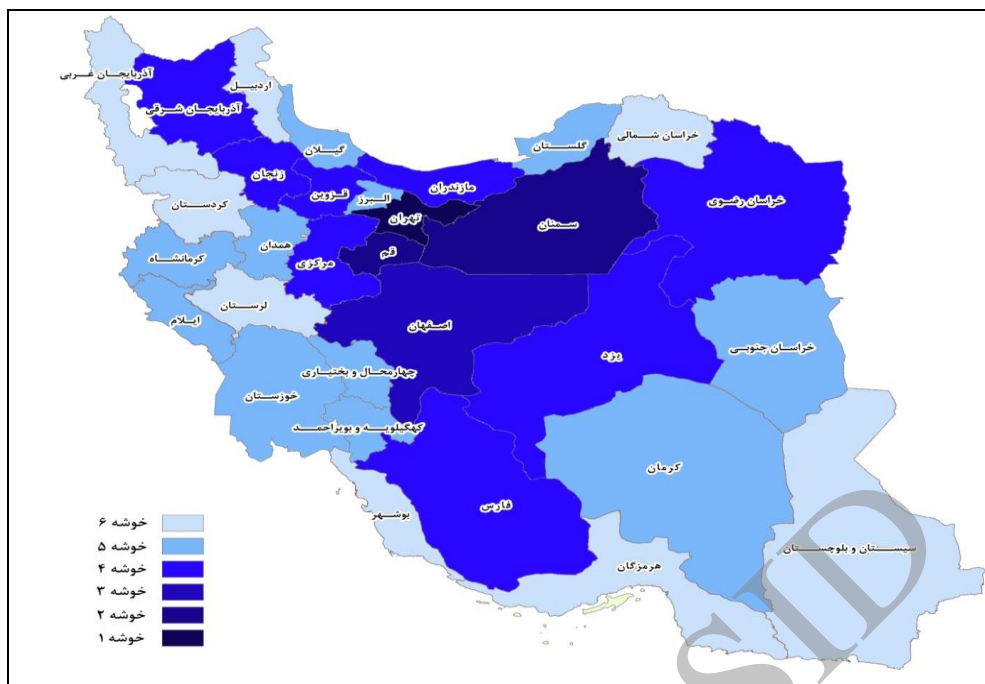 آذربایجان غربی
اردبیل
آذربایجان شرقی
گیلان
گلستان
خراسان شمالی
زنجان
قزوین
البرز
مازندران
تهران
سمنان
خراسان رضوی
کردستان
همدان
قم
مرکزی
کرمانشاه
لرستان
ایلام
اصفهان
یزد
خراسان جنوبی
چهارمحال و بختیاری
خوزستان
کهگیلویه و بویراحمد
کرمان
فارس
بوشهر
هرمزگان
سیستان و بلوچستان
خوشه ۶
خوشه ۵
خوشه ۴
خوشه ۳
خوشه ۲
خوشه ۱
SID